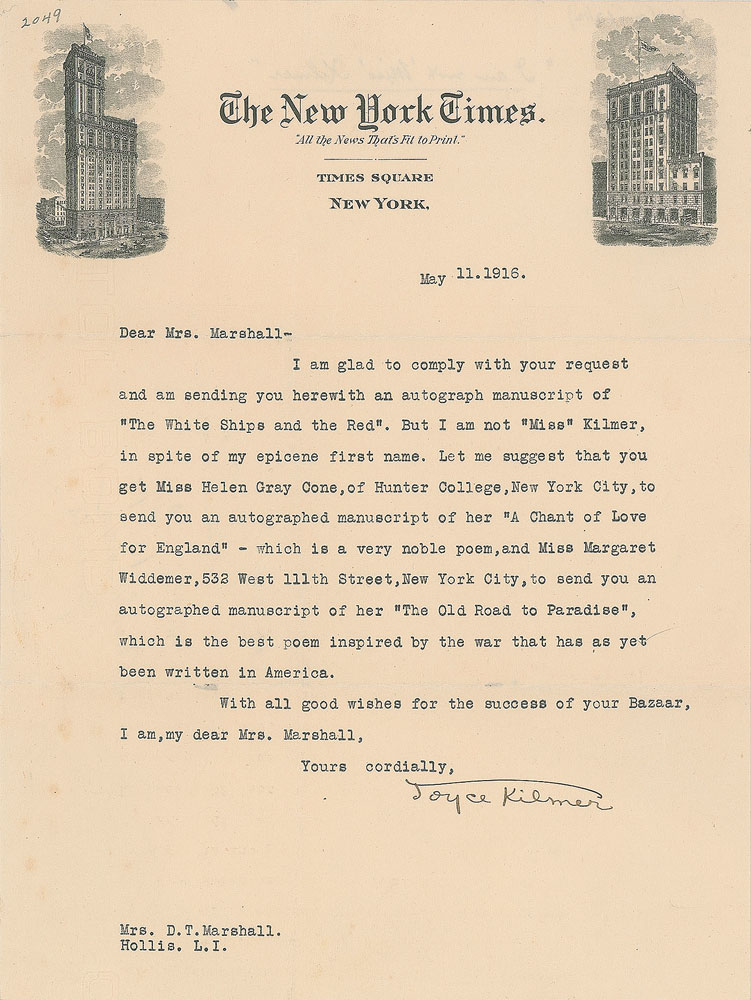 2049
The New York Times.
"All the News That's Fit to Print."
TIMES SQUARE
NEW YORK,
May 11.1916.
Dear Mrs. Marshall-
I am glad to comply with your request
and am sending you herewith an autograph manuscript of
"The White Ships and the Red". But I am not "Miss" Kilmer,
in spite of my epicene first name. Let me suggest that you
get Miss Helen Gray Cone,of Hunter College,New York City,to
send you an autographed manuscript of her "A Chant of Love
for England" - which is a very noble poem,and Miss Margaret
Widdemer,532 West 111th Street,New York City,to send you an
autographed manuscript of her "The Old Road to Paradise",
which is the best poem inspired by the war that has as yet
been written in America.
With all good wishes for the success of your Bazaar,
I am,my dear Mrs. Marshall,
Yours cordially,
Joyce Kilmer
Mrs. D.T.Marshall.
Hollis. L.I.